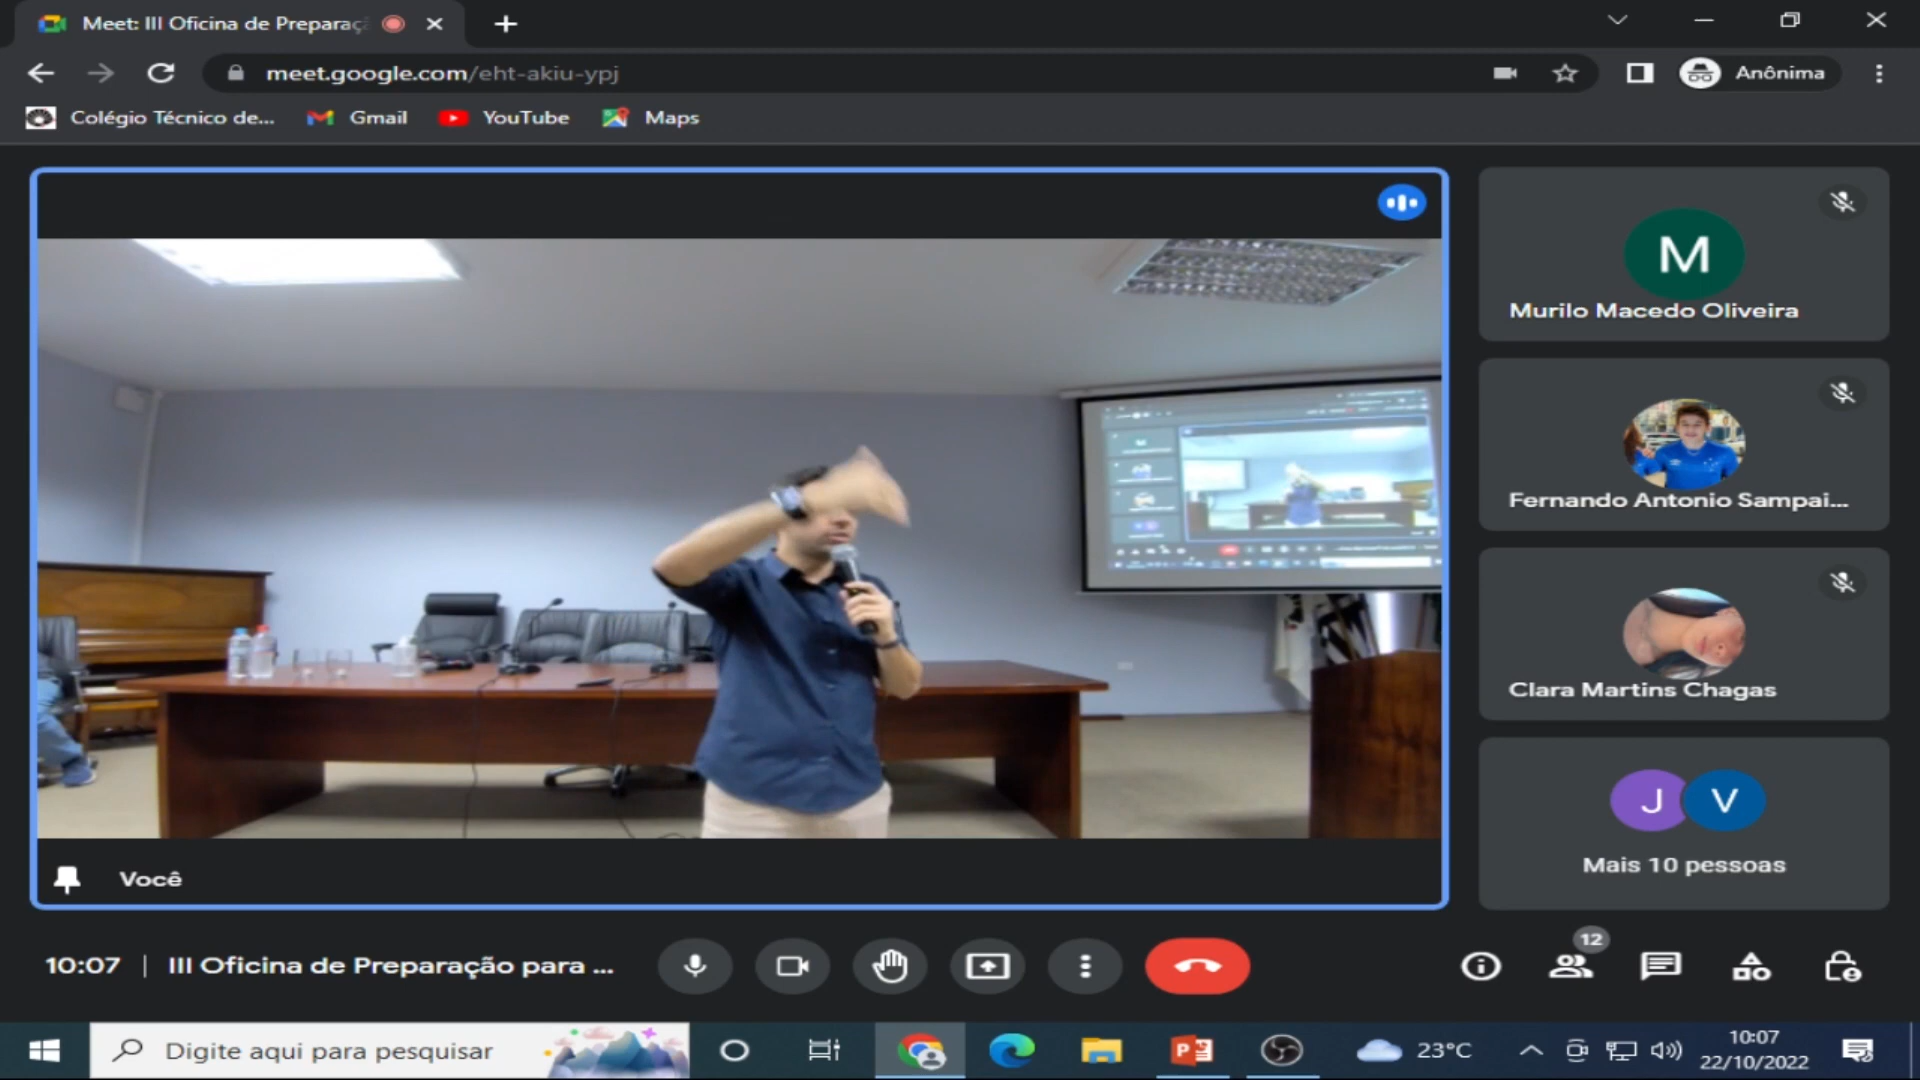 Meet: III Oficina de Preparaç
meet.google.com/eht-akiu-ypj
Anônima
Colégio Técnico de...
Gmail
YouTube
Maps
M
Murilo Macedo Oliveira
Fernando Antonio Sampai...
Clara Martins Chagas
J V
Mais 10 pessoas
Você
10:07 | III Oficina de Preparação para ...
12
Digite aqui para pesquisar
23°C
10:07
22/10/2022